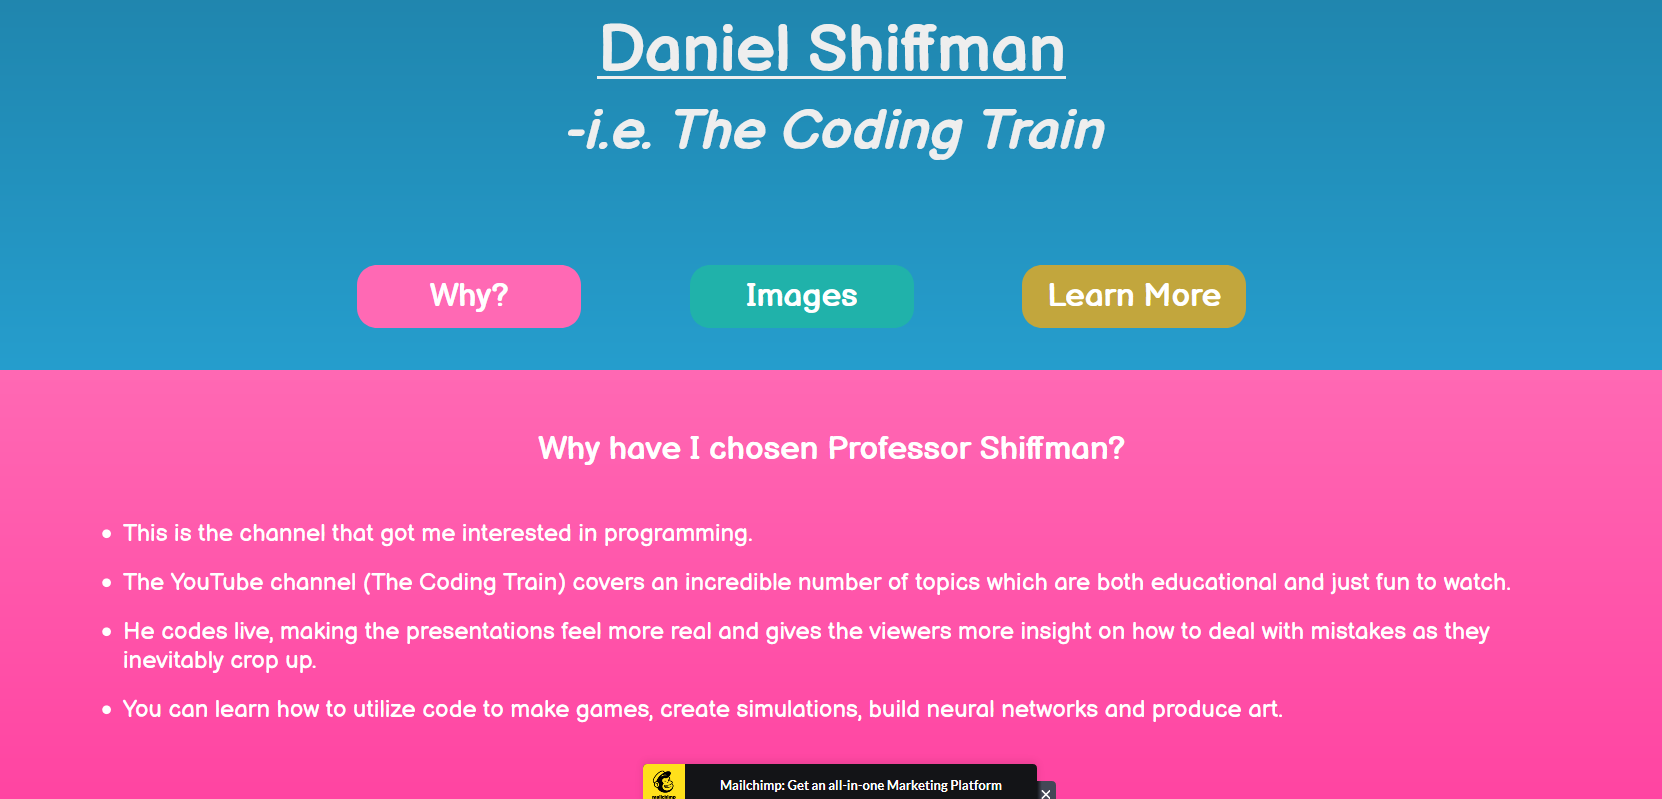 Daniel Shiffman
-i.e. The Coding Train
Why?
Images
Learn More
Why have I chosen Professor Shiffman?
• This is the channel that got me interested in programming.
• The YouTube channel (The Coding Train) covers an incredible number of topics which are both educational and just fun to watch.
• He codes live, making the presentations feel more real and gives the viewers more insight on how to deal with mistakes as they
inevitably crop up.
• You can learn how to utilize code to make games, create simulations, build neural networks and produce art.
mailchimp
Mailchimp: Get an all-in-one Marketing Platform